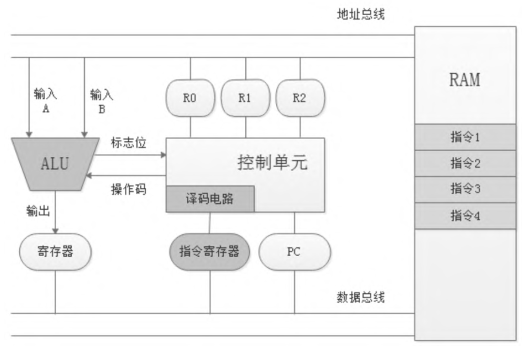 地址总线
输入
A
输入
B
R0
R1
R2
RAM
标志位
控制单元
ALU
操作码
译码电路
指令1
指令2
指令3
指令4
输出
寄存器
指令寄存器
PC
数据总线